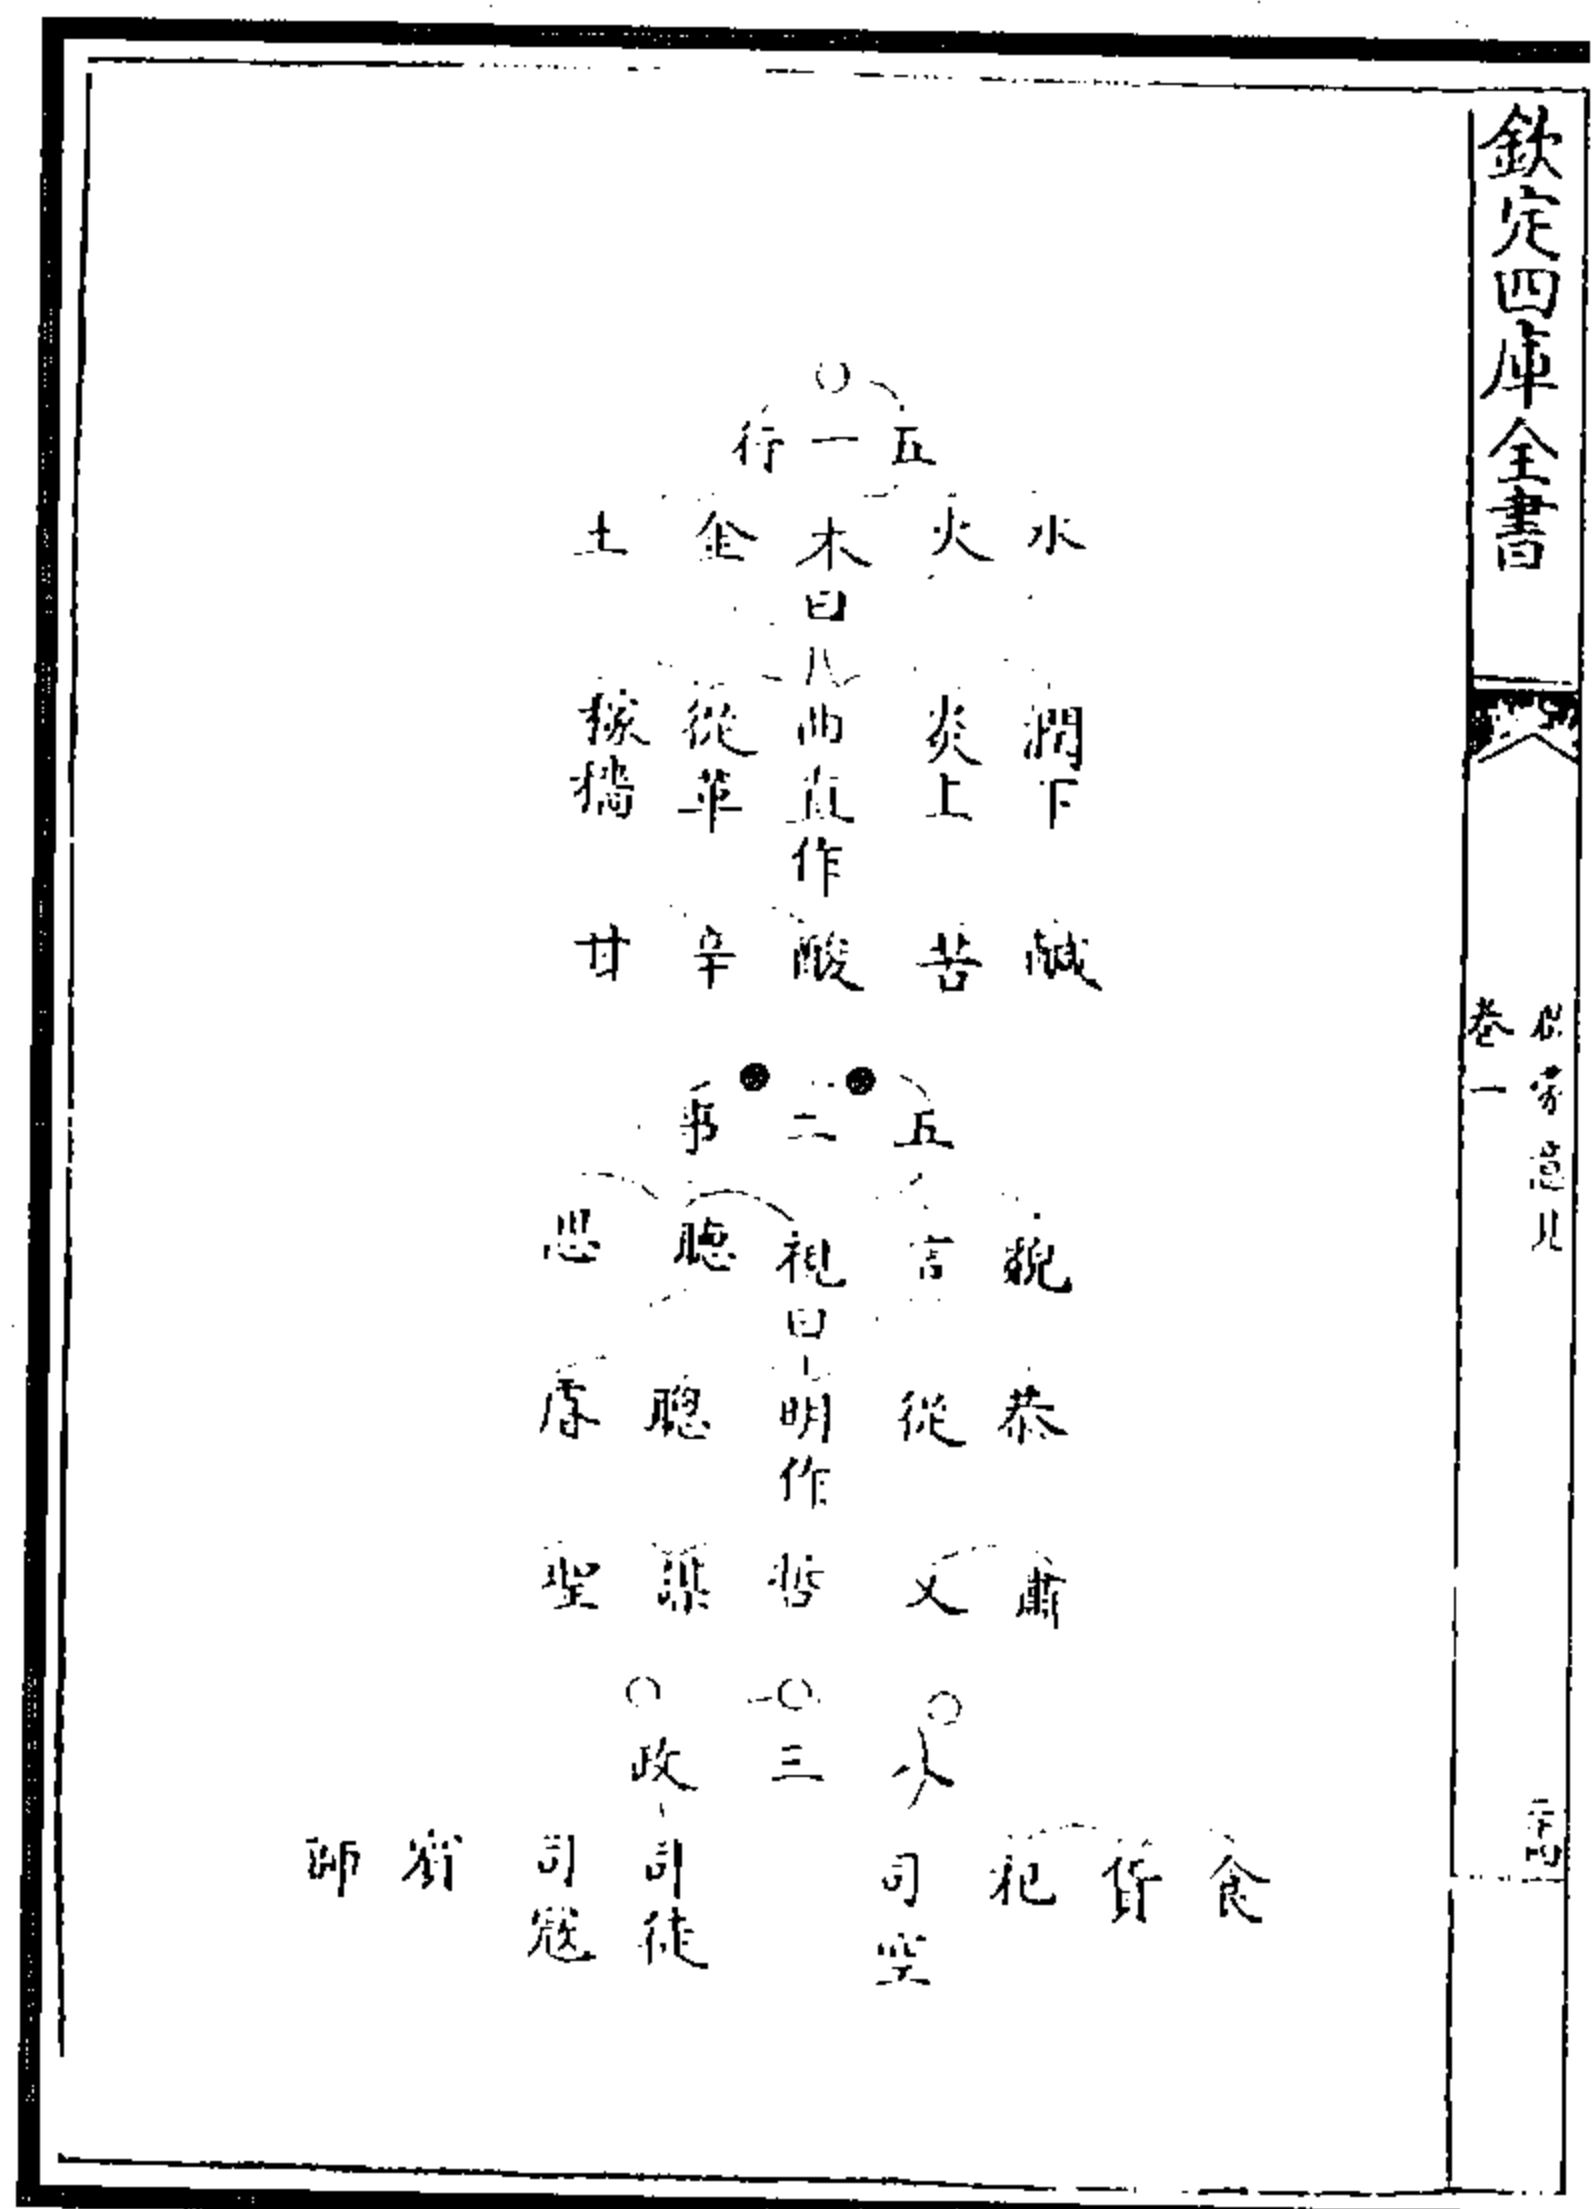 欽定四庫全書
卷一
五一行
水火木金土
曰
潤下炎上曲直從革稼穡
作
鹹苦酸辛甘
五二事
貌言視聽思
曰
恭從明聰睿
作
肅乂哲謀聖
八三政
食貨祀司空司徒司寇賓師